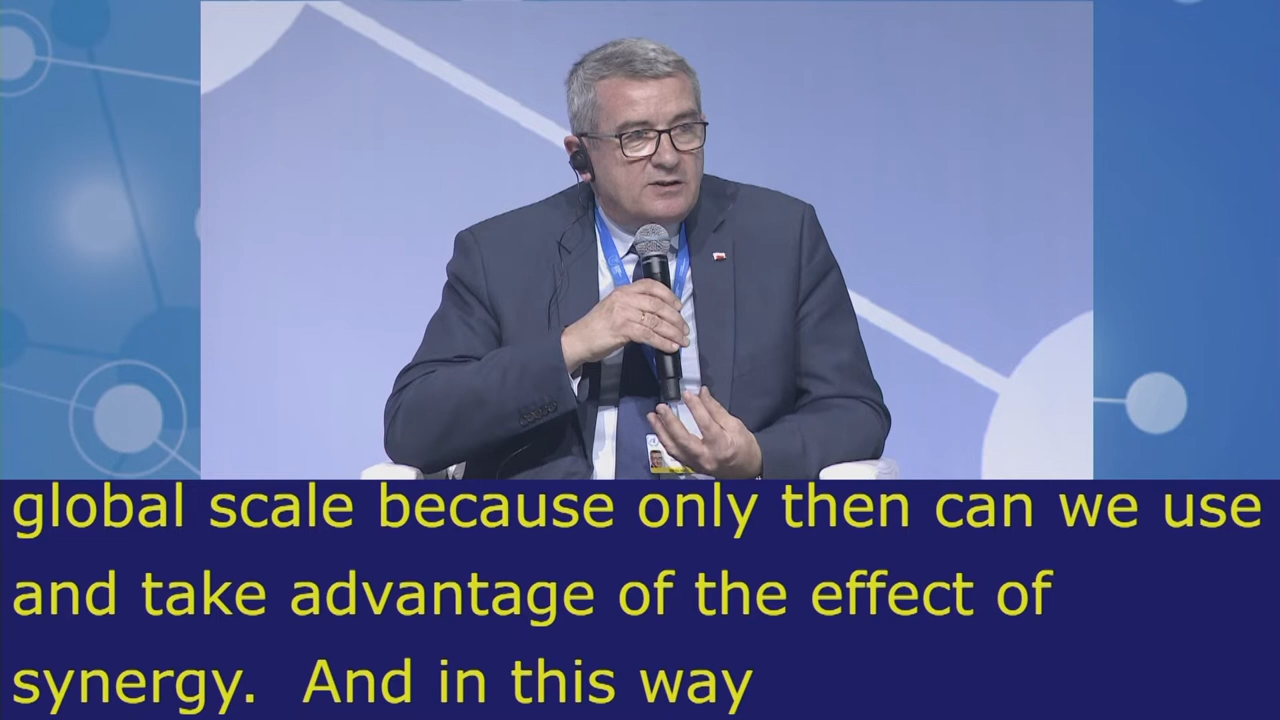 global scale because only then can we use
and take advantage of the effect of
synergy.  And in this way